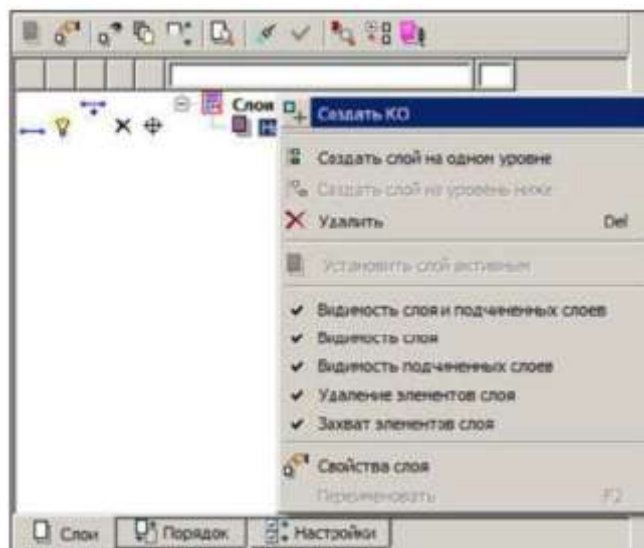 Слои
Создать КО
Создать слой на одном уровне
Создать слой на уровень ниже
Удалить Del
Установить слой активным
Видимость слоя и подчиненных слоев
Видимость слоя
Видимость подчиненных слоев
Удаление элементов слоя
Захват элементов слоя
Свойства слоя
Переименовать F2
Слои Порядок Настройки